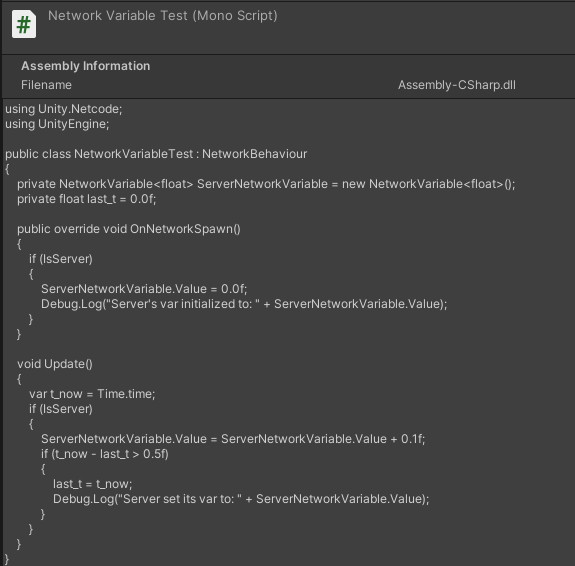 #
Network Variable Test (Mono Script)
Assembly Information
Filename Assembly-CSharp.dll
using Unity.Netcode;
using UnityEngine;

public class NetworkVariableTest : NetworkBehaviour
{
    private NetworkVariable<float> ServerNetworkVariable = new NetworkVariable<float>();
    private float last_t = 0.0f;

    public override void OnNetworkSpawn()
    {
        if (IsServer)
        {
            ServerNetworkVariable.Value = 0.0f;
            Debug.Log("Server's var initialized to: " + ServerNetworkVariable.Value);
        }
    }

    void Update()
    {
        var t_now = Time.time;
        if (IsServer)
        {
            ServerNetworkVariable.Value = ServerNetworkVariable.Value + 0.1f;
            if (t_now - last_t > 0.5f)
            {
                last_t = t_now;
                Debug.Log("Server set its var to: " + ServerNetworkVariable.Value);
            }
        }
    }
}